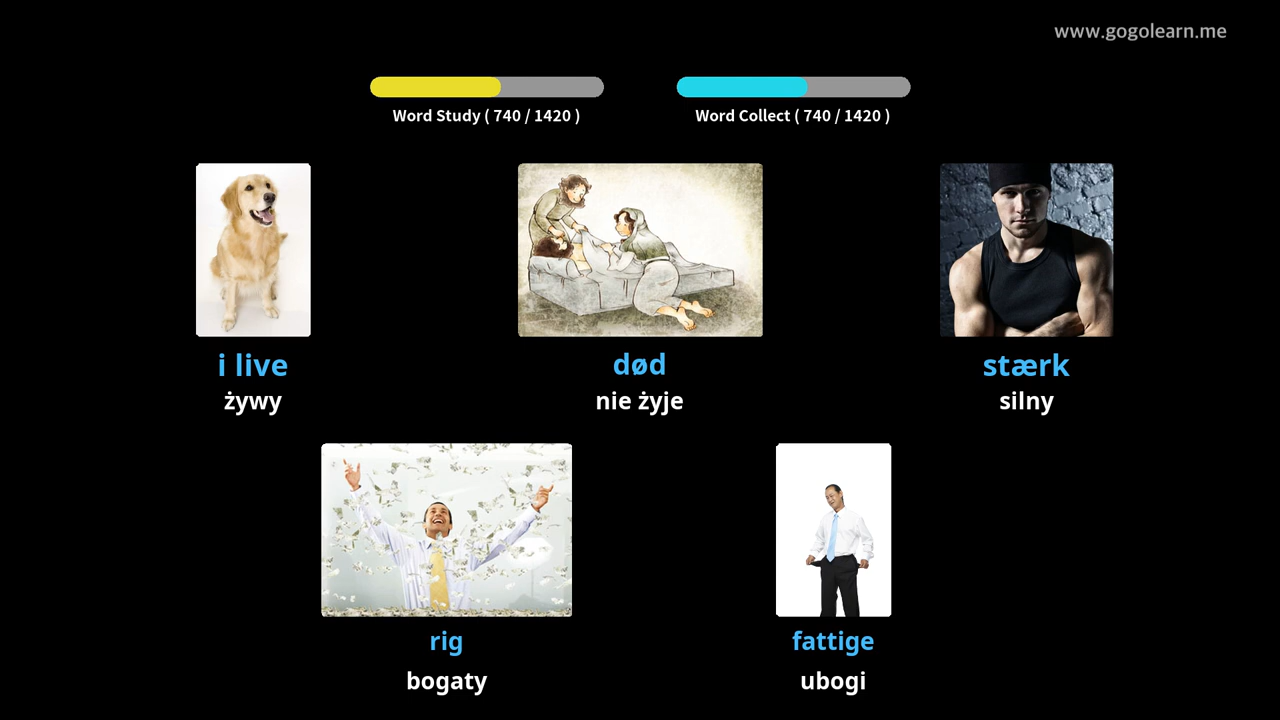 www.gogolearn.me
Word Study ( 740 / 1420 )
Word Collect ( 740 / 1420 )
i live
død
stærk
żywy
nie żyje
silny
rig
fattige
bogaty
ubogi